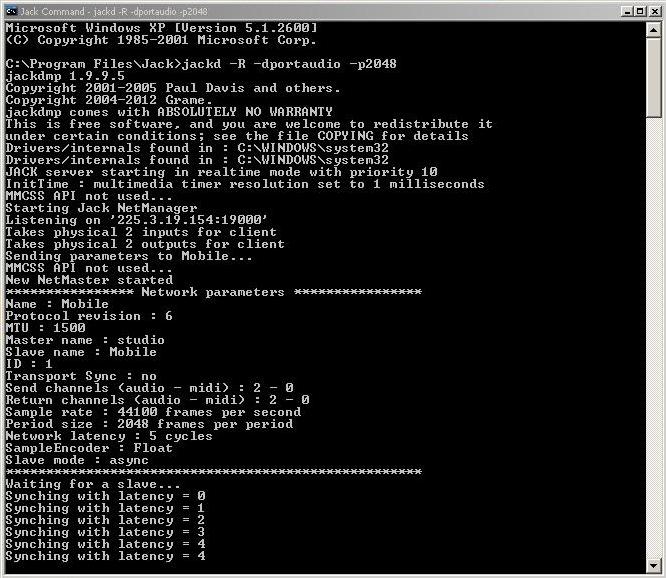 Jack Command - jackd -R -dportaudio -p2048
Microsoft Windows XP [Version 5.1.2600]
(C) Copyright 1985-2001 Microsoft Corp.
C:\Program Files\Jack>jackd -R -dportaudio -p2048
jackdmp 1.9.9.5
Copyright 2001-2005 Paul Davis and others.
Copyright 2004-2012 Grame.
jackdmp comes with ABSOLUTELY NO WARRANTY
This is free software, and you are welcome to redistribute it
under certain conditions; see the file COPYING for details
Drivers/internals found in : C:\WINDOWS\system32
Drivers/internals found in : C:\WINDOWS\system32
JACK server starting in realtime mode with priority 10
InitTime : multimedia timer resolution set to 1 milliseconds
MMCSS API not used...
Starting Jack NetManager
Listening on '225.3.19.154:19000'
Takes physical 2 inputs for client
Takes physical 2 outputs for client
Sending parameters to Mobile...
MMCSS API not used...
New NetMaster started
**************** Network parameters ****************
Name : Mobile
Protocol revision : 6
MTU : 1500
Master name : studio
Slave name : Mobile
ID : 1
Transport Sync : no
Send channels (audio - midi) : 2 - 0
Return channels (audio - midi) : 2 - 0
Sample rate : 44100 frames per second
Period size : 2048 frames per period
Network latency : 5 cycles
SampleEncoder : Float
Slave mode : async
****************************************************
Waiting for a slave...
Synching with latency = 0
Synching with latency = 1
Synching with latency = 2
Synching with latency = 3
Synching with latency = 4
Synching with latency = 4